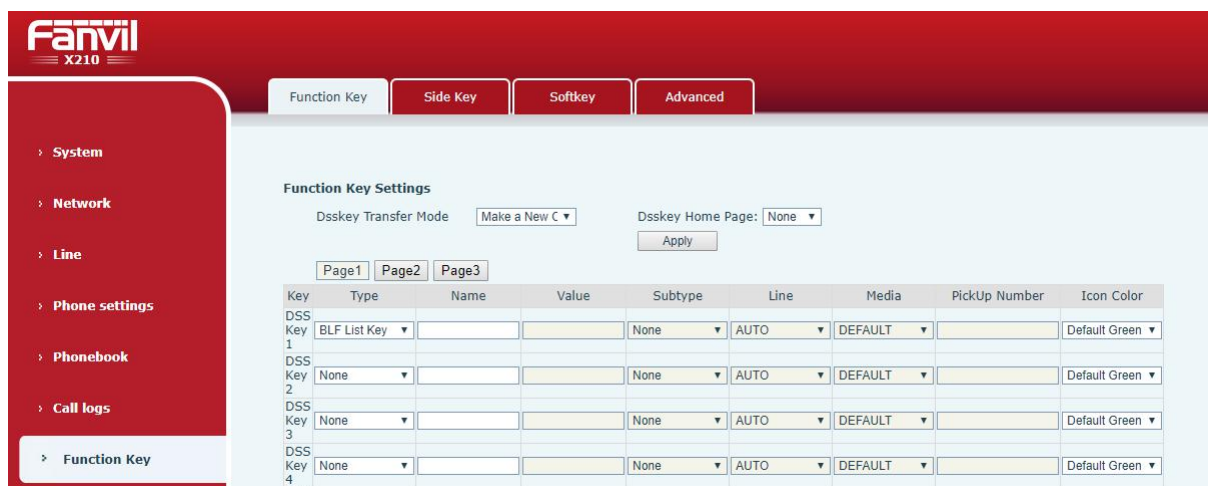 Fanvil
X210
Function Key Side Key Softkey Advanced
› System
› Network
› Line
› Phone settings
› Phonebook
› Call logs
› Function Key
Function Key Settings
Dsskey Transfer Mode Make a New C ▼ Dsskey Home Page: None ▼
Apply
Page1 Page2 Page3
Key Type Name Value Subtype Line Media PickUp Number Icon Color
DSS Key 1 BLF List Key ▼ None ▼ AUTO ▼ DEFAULT ▼ Default Green ▼
DSS Key 2 None ▼ None ▼ AUTO ▼ DEFAULT ▼ Default Green ▼
DSS Key 3 None ▼ None ▼ AUTO ▼ DEFAULT ▼ Default Green ▼
DSS Key 4 None ▼ None ▼ AUTO ▼ DEFAULT ▼ Default Green ▼